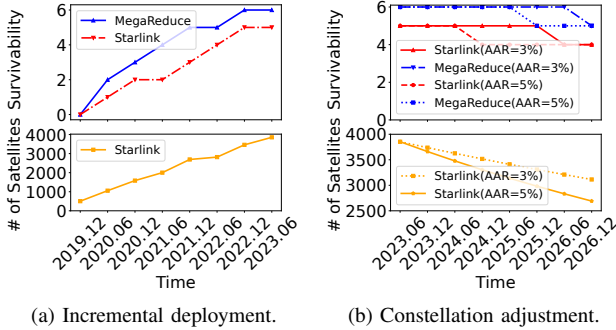 Survivability
6
4
2
0
MegaReduce
Starlink
# of Satellites
4000
3000
2000
1000
0
Starlink
2019.12
2020.06
2020.12
2021.06
2021.12
2022.06
2022.12
2023.06
Time
(a) Incremental deployment.
Survivability
6
4
0
Starlink(AAR=3%)
MegaReduce(AAR=3%)
Starlink(AAR=5%)
MegaReduce(AAR=5%)
# of Satellites
4000
3500
3000
2500
Starlink(AAR=3%)
Starlink(AAR=5%)
2023.06
2023.12
2024.06
2024.12
2025.06
2025.12
2026.06
2026.12
Time
(b) Constellation adjustment.